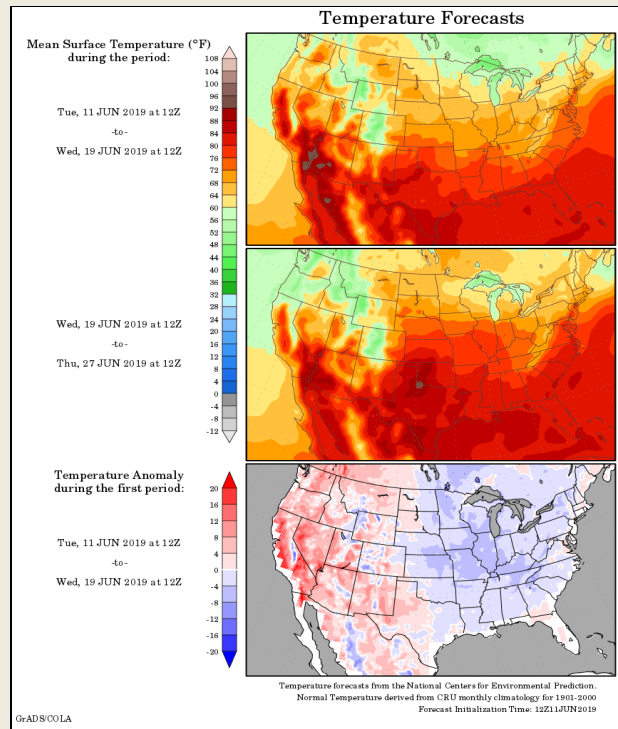 Temperature Forecasts
Mean Surface Temperature (°F)
during the period:
108
104
100
96
92
88
84
80
76
72
68
64
60
56
52
48
44
40
36
32
28
24
20
16
12
8
4
0
-4
-8
-12
Tue, 11 JUN 2019 at 12Z
-to-
Wed, 19 JUN 2019 at 12Z
Wed, 19 JUN 2019 at 12Z
-to-
Thu, 27 JUN 2019 at 12Z
Temperature Anomaly
during the first period:
20
16
12
8
4
0
-4
-8
-12
-16
-20
Tue, 11 JUN 2019 at 12Z
-to-
Wed, 19 JUN 2019 at 12Z
Temperature forecasts from the National Centers for Environmental Prediction.
Normal Temperature derived from CRU monthly climatology for 1901-2000
Forecast Initialization Time: 12Z11JUN2019
GrADS/COLA